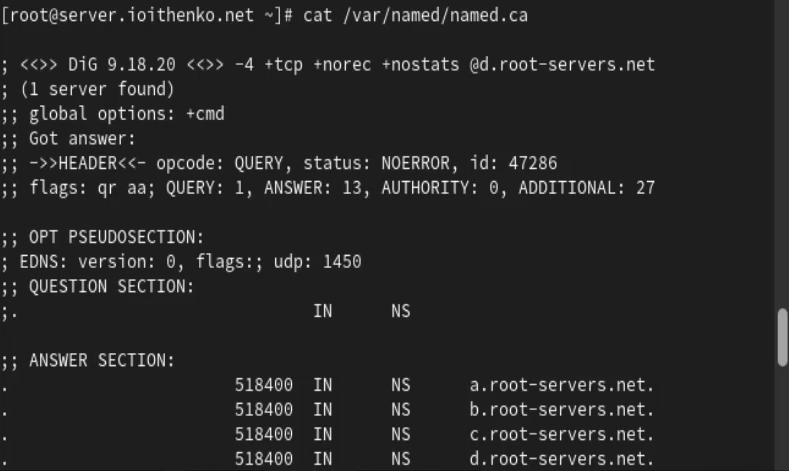 [root@server.ioithenko.net ~]# cat /var/named/named.ca
; <<>> DiG 9.18.20 <<>> -4 +tcp +norec +nostats @d.root-servers.net
; (1 server found)
;; global options: +cmd
;; Got answer:
;; ->>HEADER<<- opcode: QUERY, status: NOERROR, id: 47286
;; flags: qr aa; QUERY: 1, ANSWER: 13, AUTHORITY: 0, ADDITIONAL: 27
;; OPT PSEUDOSECTION:
; EDNS: version: 0, flags:; udp: 1450
;; QUESTION SECTION:
;. IN NS
;; ANSWER SECTION:
. 518400 IN NS a.root-servers.net.
. 518400 IN NS b.root-servers.net.
. 518400 IN NS c.root-servers.net.
. 518400 IN NS d.root-servers.net.